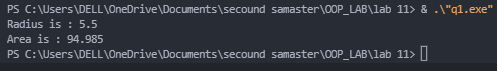 PS C:\Users\DELL\OneDrive\Documents\secound samaster\OOP_LAB\lab 11> & .\"q1.exe"
Radius is : 5.5
Area is : 94.985
PS C:\Users\DELL\OneDrive\Documents\secound samaster\OOP_LAB\lab 11>